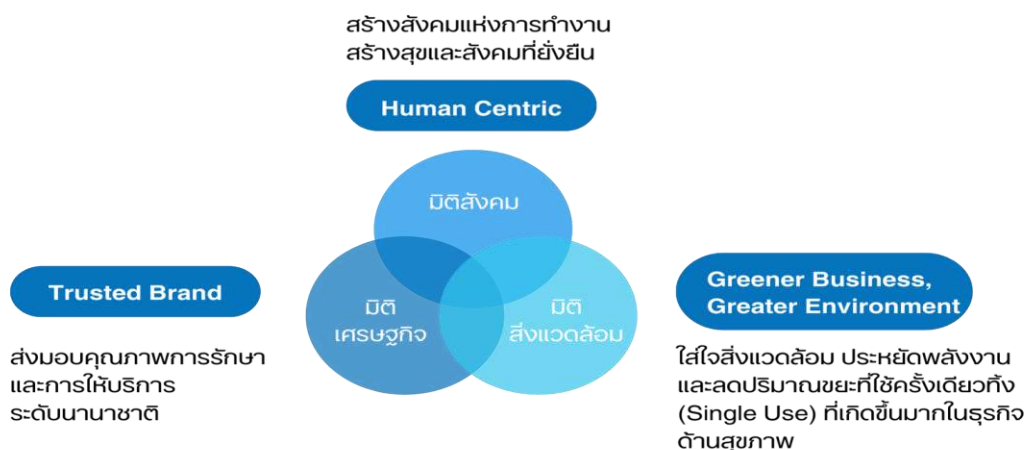 สร้างสังคมแห่งการทำงาน
สร้างสุขและสังคมที่ยั่งยืน
Human Centric
มิติสังคม
Trusted Brand
ส่งมอบคุณภาพการรักษา
และการให้บริการ
ระดับนานาชาติ
มิติ
เศรษฐกิจ
มิติ
สิ่งแวดล้อม
Greener Business,
Greater Environment
ใส่ใจสิ่งแวดล้อม ประหยัดพลังงาน
และลดปริมาณขยะที่ใช้ครั้งเดียวทิ้ง
(Single Use) ที่เกิดขึ้นมากในธุรกิจ
ด้านสุขภาพ